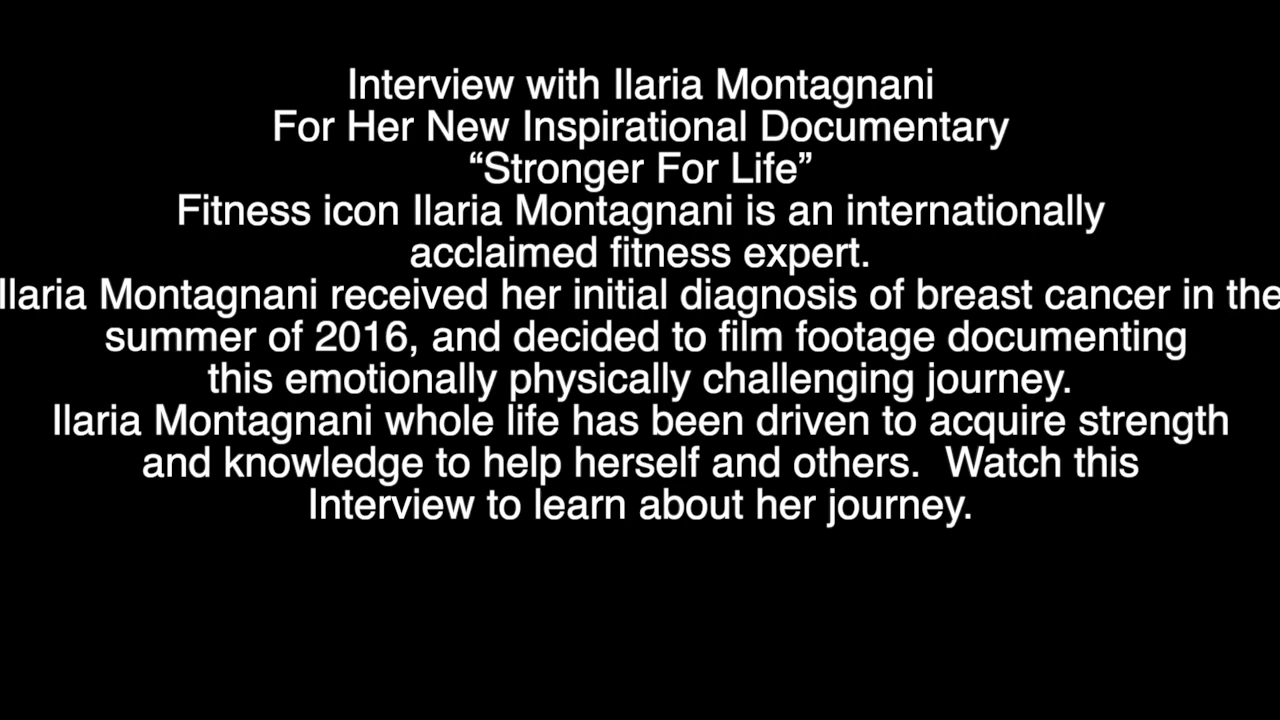 Interview with Ilaria Montagnani
For Her New Inspirational Documentary
“Stronger For Life”
Fitness icon Ilaria Montagnani is an internationally
acclaimed fitness expert.
Ilaria Montagnani received her initial diagnosis of breast cancer in the
summer of 2016, and decided to film footage documenting
this emotionally physically challenging journey.
Ilaria Montagnani whole life has been driven to acquire strength
and knowledge to help herself and others.  Watch this
Interview to learn about her journey.